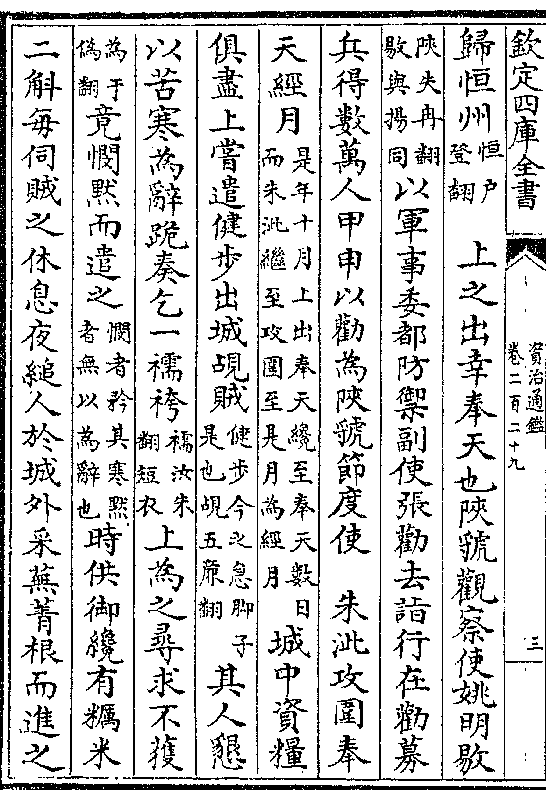 欽定四庫全書
資治通鑑
卷二百二十九
三
歸恒州恒户登翻　上之出幸奉天也陜虢觀察使姚明敭
陜失冉翻敭與揚同以軍事委都防禦副使張勸去詣行在勸募
兵得數萬人甲申以勸為陜虢節度使　朱泚攻圍奉
天經月是年十月上出奉天纔至奉天數日而朱泚繼至攻圍至是月為經月城中資糧
俱盡上嘗遣健步出城覘賊健步今之急脚子是也覘五廉翻其人懇
以苦寒為辭跪奏乞一襦袴襦汝朱翻短衣上為之尋求不獲
為于偽翻竟憫黙而遣之憫者矜其寒黙者無以為辭也時供御纔有糲米
二斛每伺賊之休息夜縋人於城外采蕪菁根而進之